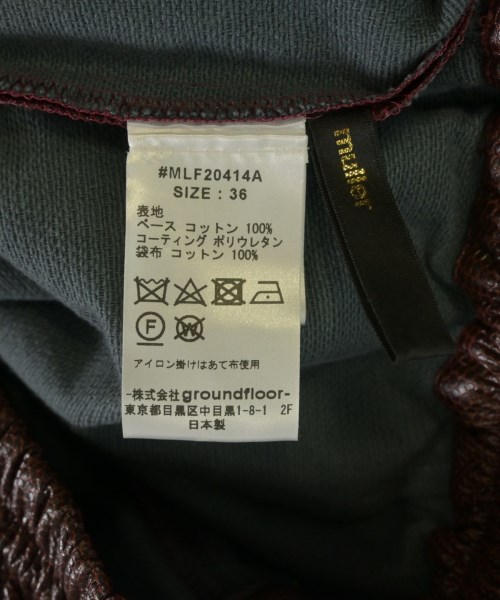 #MLF20414A
SIZE : 36
表地
ベース コットン 100%
コーティング ポリウレタン
袋布 コットン 100%
F
W
アイロン掛けはあて布使用
-株式会社groundfloor-
東京都目黒区中目黒1-8-1 2F
日本製